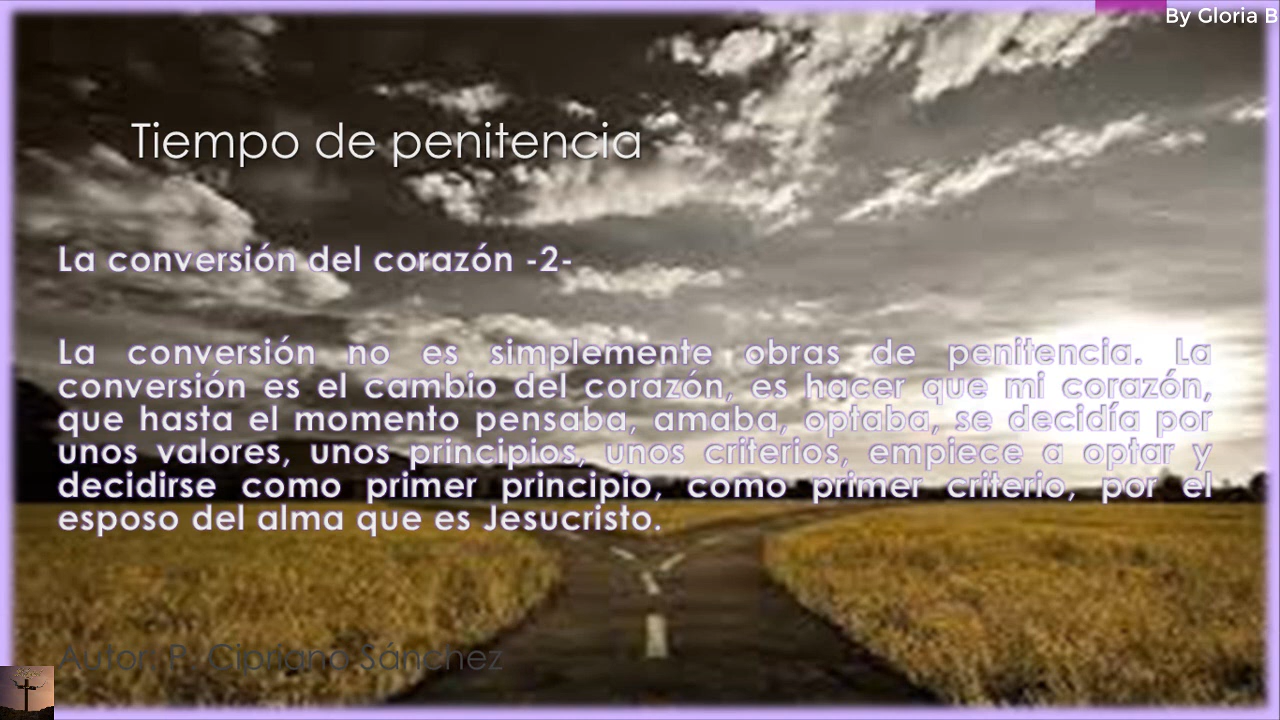 By Gloria B
Tiempo de penitencia
La conversión del corazón -2-
La conversión no es simplemente obras de penitencia. La
conversión es el cambio del corazón, es hacer que mi corazón,
que hasta el momento pensaba, amaba, optaba, se decidía por
unos valores, unos principios, unos criterios, empiece a optar y
decidirse como primer principio, como primer criterio, por el
esposo del alma que es Jesucristo.
Autor: P. Cipriano Sánchez